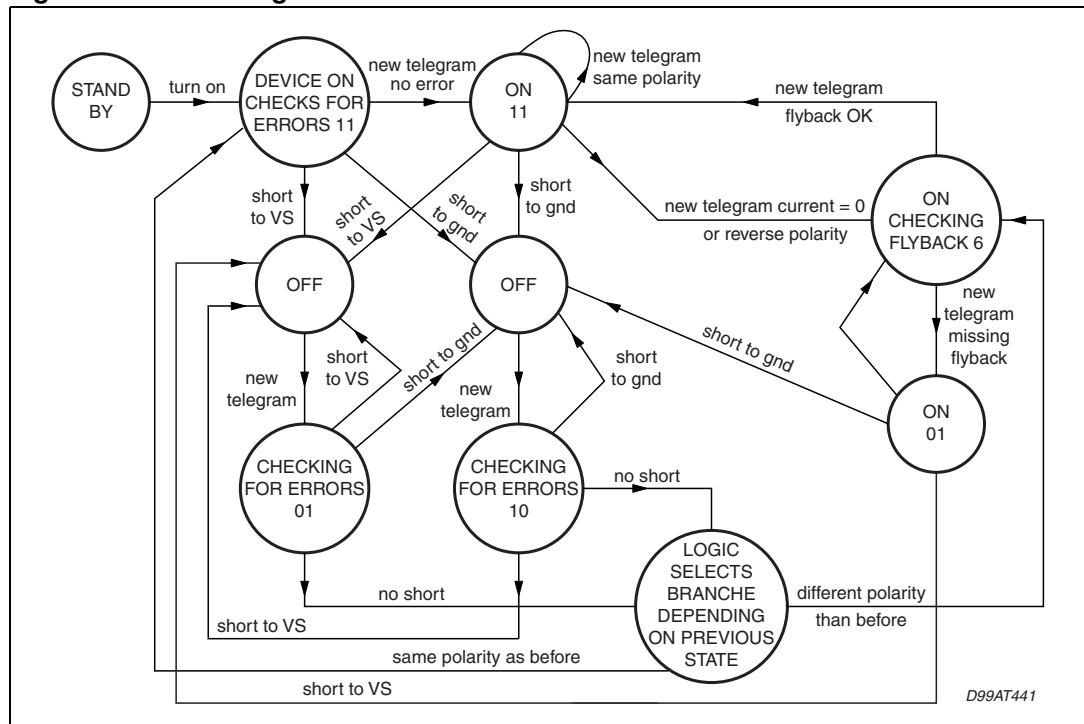 STAND
BY
turn on
DEVICE ON
CHECKS FOR
ERRORS 11
new telegram
no error
ON
11
new telegram
same polarity
new telegram
flyback OK
short
to VS
short
to VS
short
to gnd
short
to gnd
new telegram current = 0
or reverse polarity
ON
CHECKING
FLYBACK 6
OFF
OFF
new
telegram
missing
flyback
short to gnd
new
telegram
short
to VS
short to gnd
new
telegram
short
to gnd
ON
01
CHECKING
FOR ERRORS
01
CHECKING
FOR ERRORS
10
no short
LOGIC
SELECTS
BRANCHE
DEPENDING
ON PREVIOUS
STATE
no short
different polarity
than before
short to VS
same polarity as before
short to VS
D99AT441